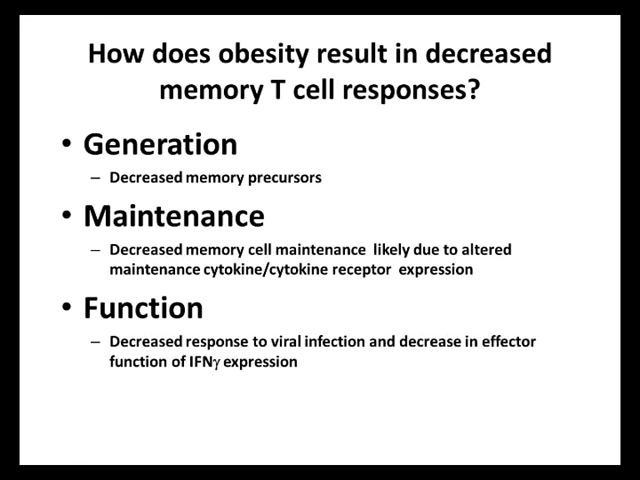 How does obesity result in decreased
memory T cell responses?
• Generation
– Decreased memory precursors
• Maintenance
– Decreased memory cell maintenance likely due to altered
maintenance cytokine/cytokine receptor expression
• Function
– Decreased response to viral infection and decrease in effector
function of IFNγ expression